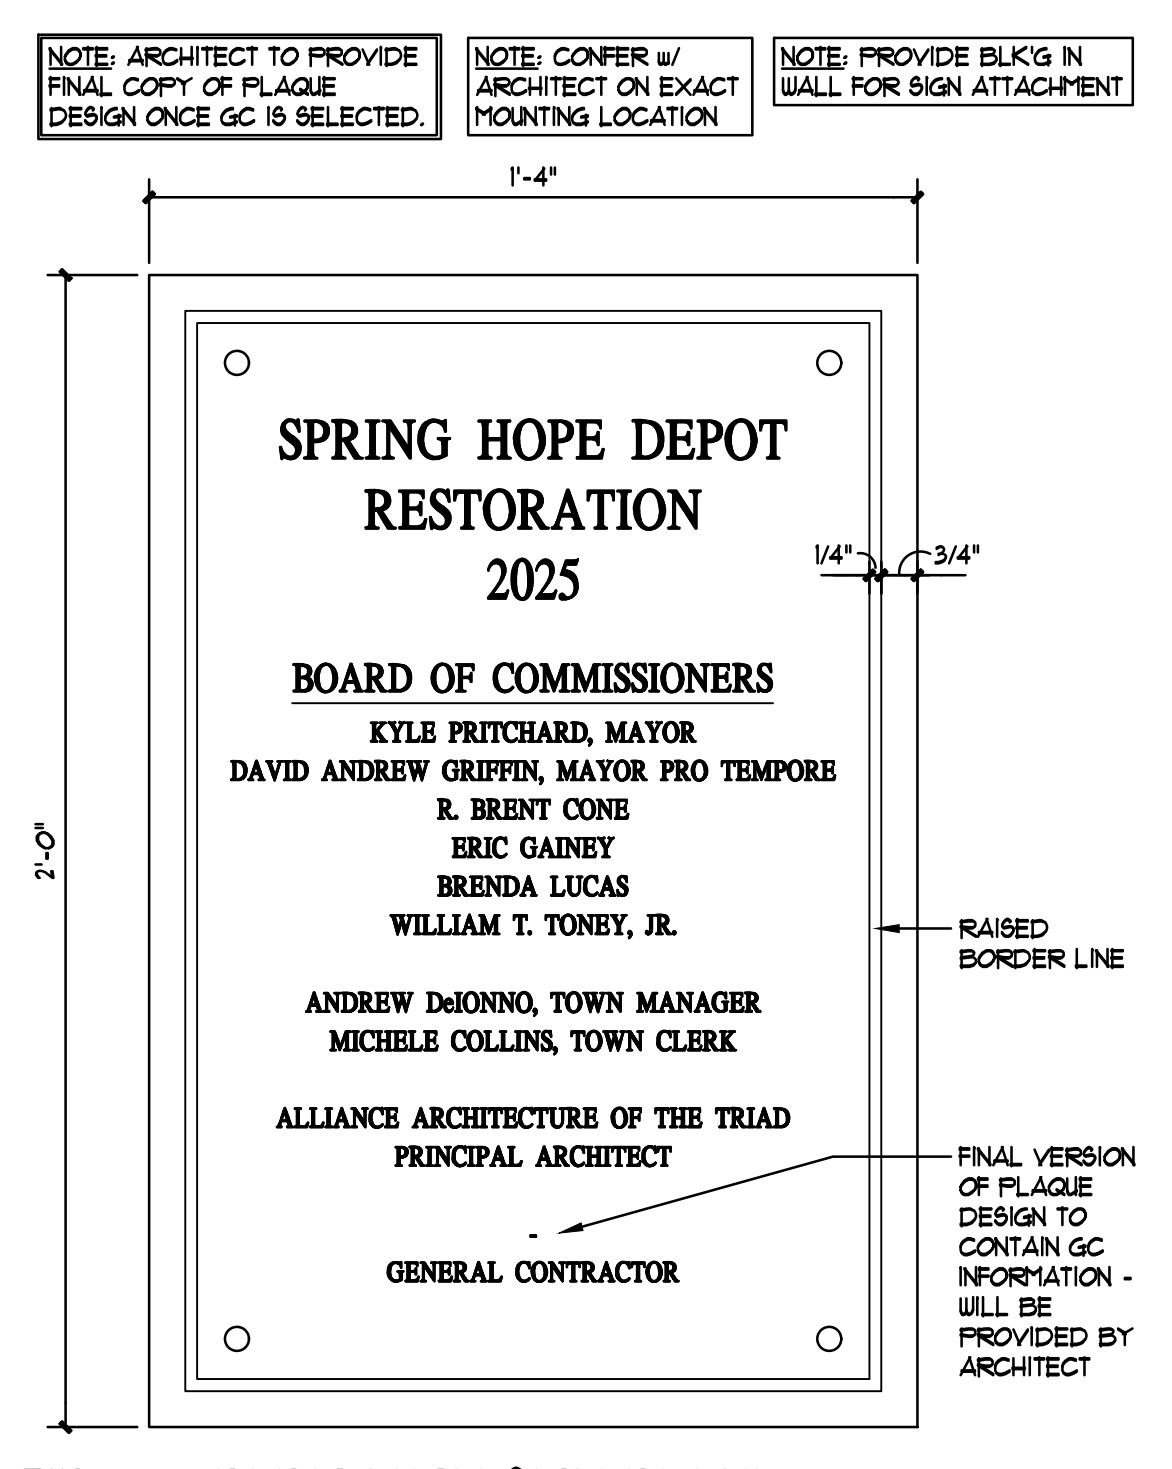 NOTE: ARCHITECT TO PROVIDE
FINAL COPY OF PLAQUE
DESIGN ONCE GC IS SELECTED.
NOTE: CONFER w/
ARCHITECT ON EXACT
MOUNTING LOCATION
NOTE: PROVIDE BLK'G IN
WALL FOR SIGN ATTACHMENT
1'-4"
2'-0"
SPRING HOPE DEPOT
RESTORATION
2025
1/4"
3/4"
BOARD OF COMMISSIONERS
KYLE PRITCHARD, MAYOR
DAVID ANDREW GRIFFIN, MAYOR PRO TEMPORE
R. BRENT CONE
ERIC GAINEY
BRENDA LUCAS
WILLIAM T. TONEY, JR.
RAISED
BORDER LINE
ANDREW DeIONNO, TOWN MANAGER
MICHELE COLLINS, TOWN CLERK
ALLIANCE ARCHITECTURE OF THE TRIAD
PRINCIPAL ARCHITECT
-
GENERAL CONTRACTOR
FINAL VERSION
OF PLAQUE
DESIGN TO
CONTAIN GC
INFORMATION -
WILL BE
PROVIDED BY
ARCHITECT